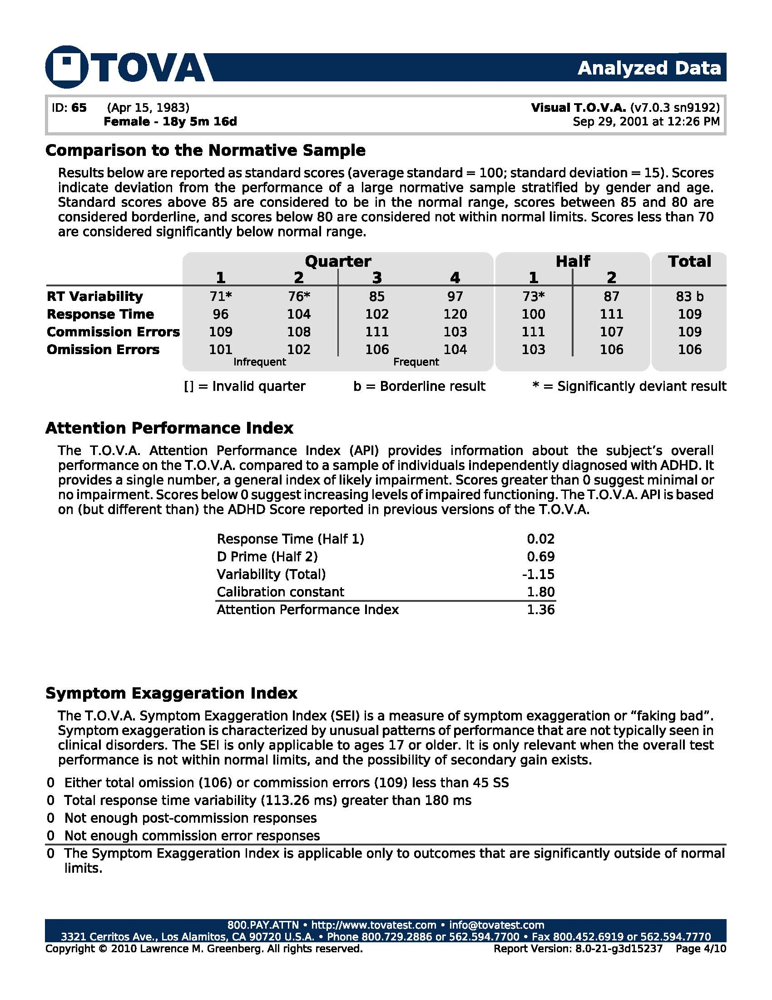 TOVA Analyzed Data
ID: 65 (Apr 15, 1983) Visual T.O.V.A. (v7.0.3 sn9192)
Female - 18y 5m 16d Sep 29, 2001 at 12:26 PM
Comparison to the Normative Sample
Results below are reported as standard scores (average standard = 100; standard deviation = 15). Scores
indicate deviation from the performance of a large normative sample stratified by gender and age.
Standard scores above 85 are considered to be in the normal range, scores between 85 and 80 are
considered borderline, and scores below 80 are considered not within normal limits. Scores less than 70
are considered significantly below normal range.
Quarter Half Total
1 2 3 4 1 2
RT Variability 71* 76* 85 97 73* 87 83 b
Response Time 96 104 102 120 100 111 109
Commission Errors 109 108 111 103 111 107 109
Omission Errors 101 102 106 104 103 106 106
Infrequent Frequent
[] = Invalid quarter b = Borderline result * = Significantly deviant result
Attention Performance Index
The T.O.V.A. Attention Performance Index (API) provides information about the subject’s overall
performance on the T.O.V.A. compared to a sample of individuals independently diagnosed with ADHD. It
provides a single number, a general index of likely impairment. Scores greater than 0 suggest minimal or
no impairment. Scores below 0 suggest increasing levels of impaired functioning. The T.O.V.A. API is based
on (but different than) the ADHD Score reported in previous versions of the T.O.V.A.
Response Time (Half 1) 0.02
D Prime (Half 2) 0.69
Variability (Total) -1.15
Calibration constant 1.80
Attention Performance Index 1.36
Symptom Exaggeration Index
The T.O.V.A. Symptom Exaggeration Index (SEI) is a measure of symptom exaggeration or “faking bad”.
Symptom exaggeration is characterized by unusual patterns of performance that are not typically seen in
clinical disorders. The SEI is only applicable to ages 17 or older. It is only relevant when the overall test
performance is not within normal limits, and the possibility of secondary gain exists.
0 Either total omission (106) or commission errors (109) less than 45 SS
0 Total response time variability (113.26 ms) greater than 180 ms
0 Not enough post-commission responses
0 Not enough commission error responses
0 The Symptom Exaggeration Index is applicable only to outcomes that are significantly outside of normal
limits.
800.PAY.ATTN • http://www.tovatest.com • info@tovatest.com
3321 Cerritos Ave., Los Alamitos, CA 90720 U.S.A. • Phone 800.729.2886 or 562.594.7700 • Fax 800.452.6919 or 562.594.7770
Copyright © 2010 Lawrence M. Greenberg. All rights reserved. Report Version: 8.0-21-g3d15237 Page 4/10